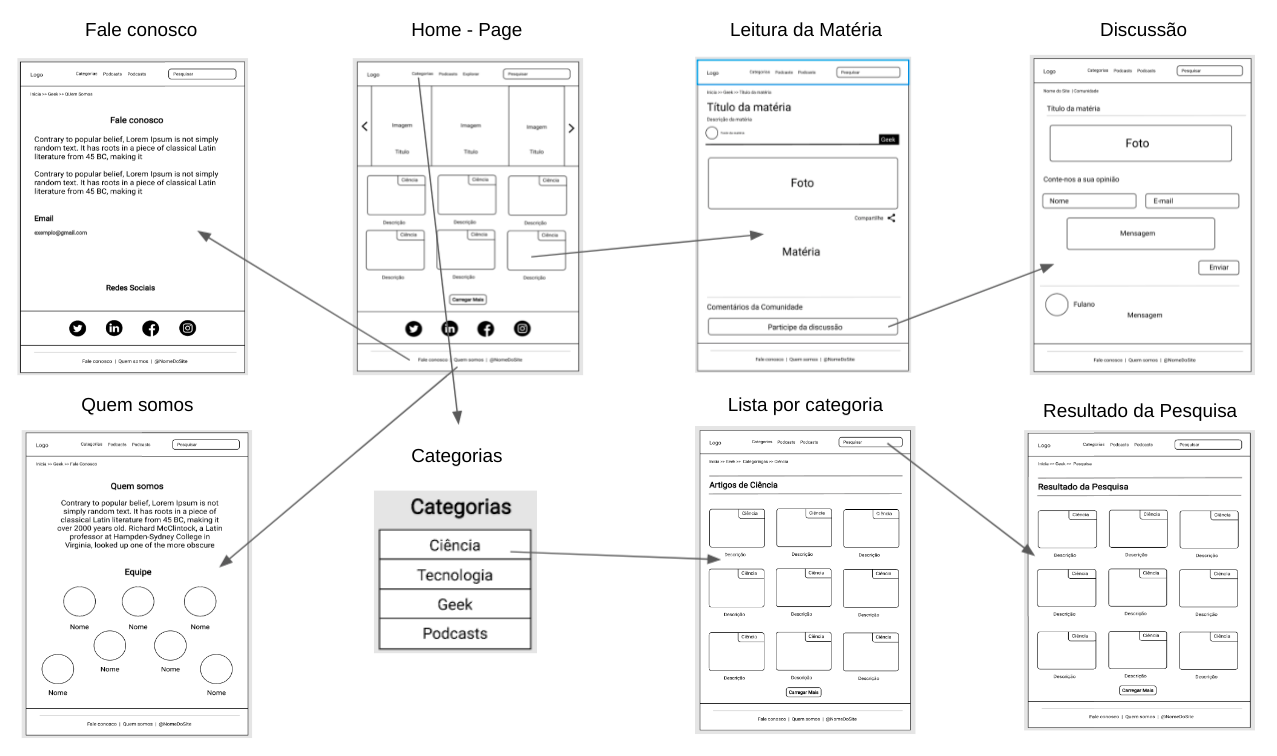 Fale conosco
Logo
Categorias Podcasts Podcasts
Pesquisar
Início >> Geek >> Quem Somos
Fale conosco
Contrary to popular belief, Lorem Ipsum is not simply
random text. It has roots in a piece of classical Latin
literature from 45 BC, making it
Contrary to popular belief, Lorem Ipsum is not simply
random text. It has roots in a piece of classical Latin
literature from 45 BC, making it
Email
exemplo@gmail.com
Redes Sociais
Fale conosco | Quem somos | @NomeDoSite
Home - Page
Logo
Categorias Podcasts Explorar
Pesquisar
Imagem
Imagem
Imagem
Título
Título
Título
Ciência
Ciência
Ciência
Descrição
Descrição
Descrição
Ciência
Ciência
Ciência
Descrição
Descrição
Descrição
Carregar Mais
Fale conosco | Quem somos | @NomeDoSite
Leitura da Matéria
Logo
Categorias Podcasts Podcasts
Pesquisar
Início >> Geek >> Título da matéria
Título da matéria
Descrição da matéria
Geek
Foto
Compartilhe
Matéria
Comentários da Comunidade
Participe da discussão
Fale conosco | Quem somos | @NomeDoSite
Discussão
Logo
Categorias Podcasts Podcasts
Pesquisar
Nome do Site | Comunidade
Título da matéria
Foto
Conte-nos a sua opinião
Nome
E-mail
Mensagem
Enviar
Fulano
Mensagem
Fale conosco | Quem somos | @NomeDoSite
Quem somos
Logo
Categorias Podcasts Podcasts
Pesquisar
Início >> Geek >> Fale Conosco
Quem somos
Contrary to popular belief, Lorem Ipsum is not
simply random text. It has roots in a piece of
classical Latin literature from 45 BC, making it
over 2000 years old. Richard McClintock, a Latin
professor at Hampden-Sydney College in
Virginia, looked up one of the more obscure
Equipe
Nome
Nome
Nome
Nome
Nome
Nome
Nome
Fale conosco | Quem somos | @NomeDoSite
Categorias
Categorias
Ciência
Tecnologia
Geek
Podcasts
Lista por categoria
Logo
Categorias Podcasts Podcasts
Pesquisar
Início >> Geek >> Categorias >> Ciência
Artigos de Ciência
Ciência
Ciência
Ciência
Descrição
Descrição
Descrição
Ciência
Ciência
Ciência
Descrição
Descrição
Descrição
Ciência
Ciência
Ciência
Descrição
Descrição
Descrição
Carregar Mais
Fale conosco | Quem somos | @NomeDoSite
Resultado da Pesquisa
Logo
Categorias Podcasts Podcasts
Pesquisar
Início >> Geek >> Pesquisa
Resultado da Pesquisa
Ciência
Ciência
Ciência
Descrição
Descrição
Descrição
Ciência
Ciência
Ciência
Descrição
Descrição
Descrição
Ciência
Ciência
Ciência
Descrição
Descrição
Descrição
Carregar Mais
Fale conosco | Quem somos | @NomeDoSite